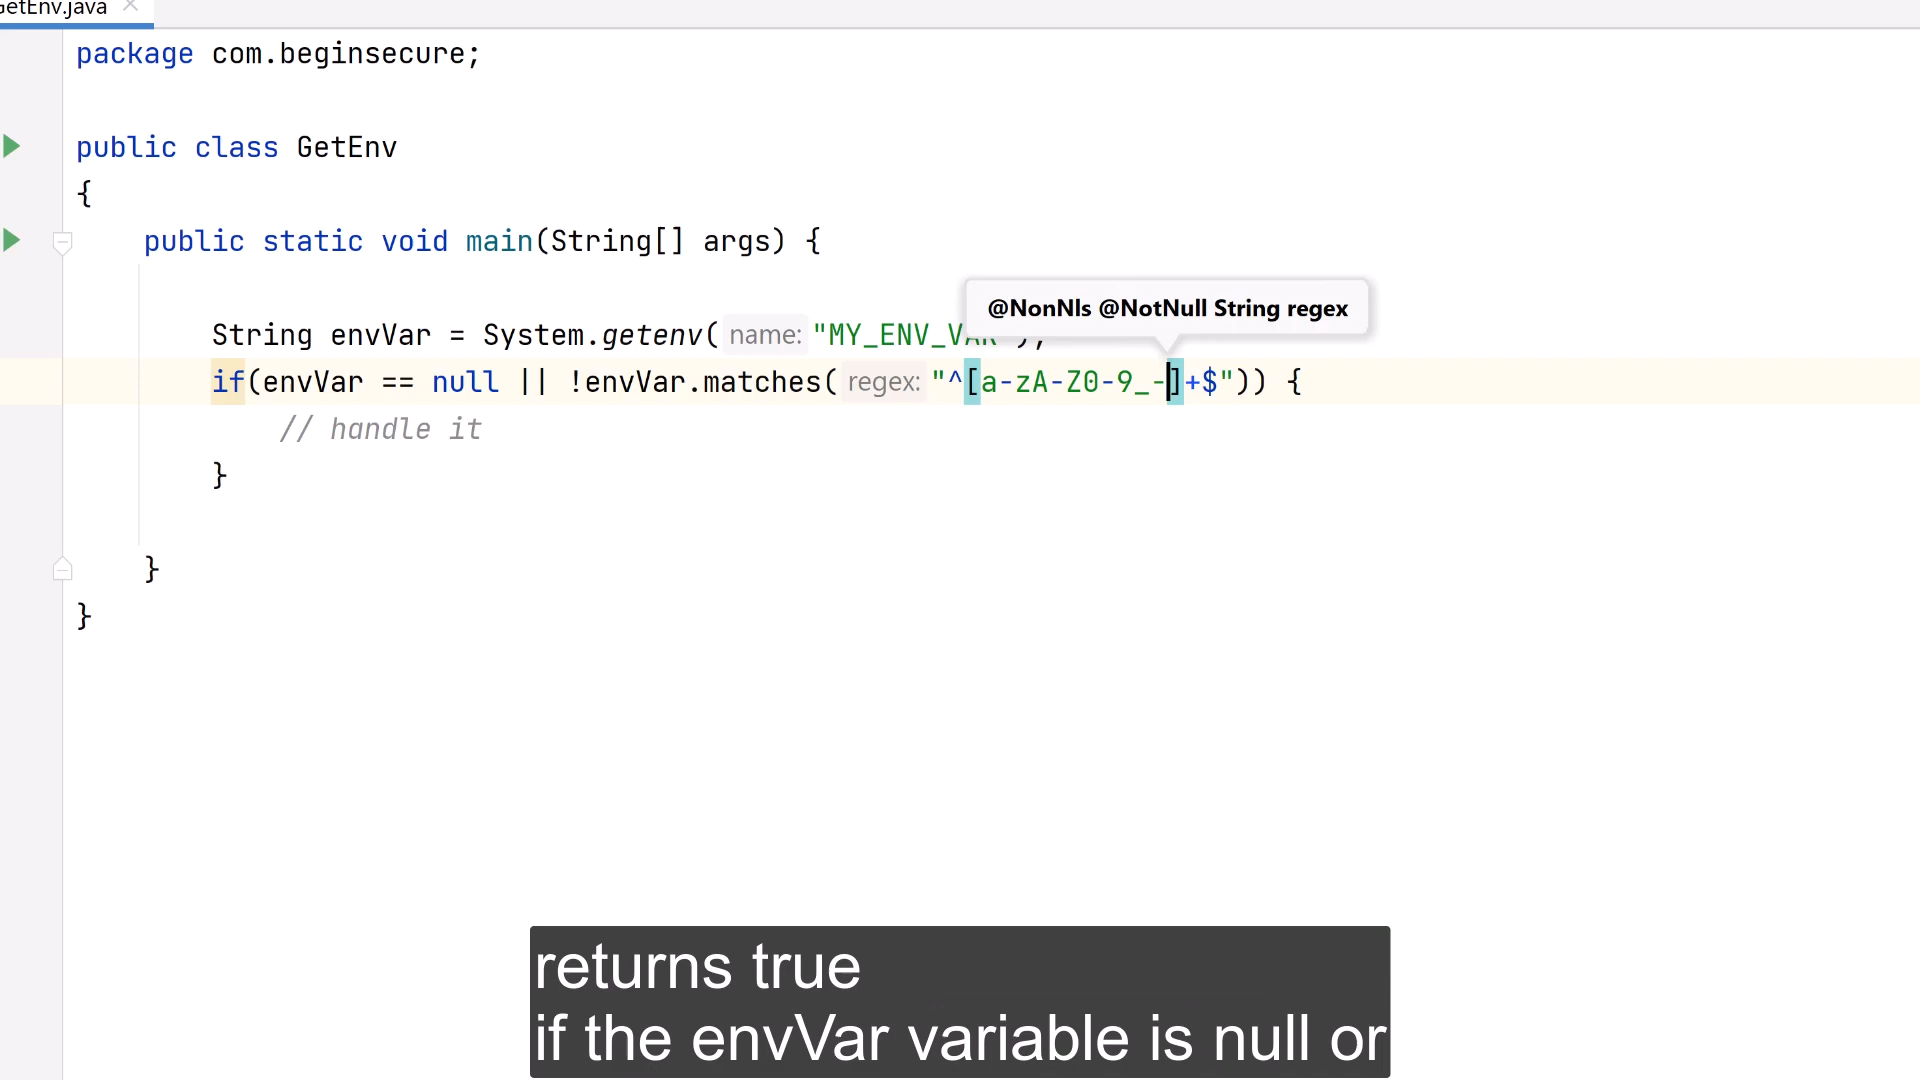 GetEnv.java
package com.beginsecure;
public class GetEnv
{
public static void main(String[] args) {
@NonNls @NotNull String regex
String envVar = System.getenv( name: "MY_ENV_VAR");
if(envVar == null || !envVar.matches( regex: "^[a-zA-Z0-9_-]+$")) {
// handle it
}
}
}
returns true
if the envVar variable is null or